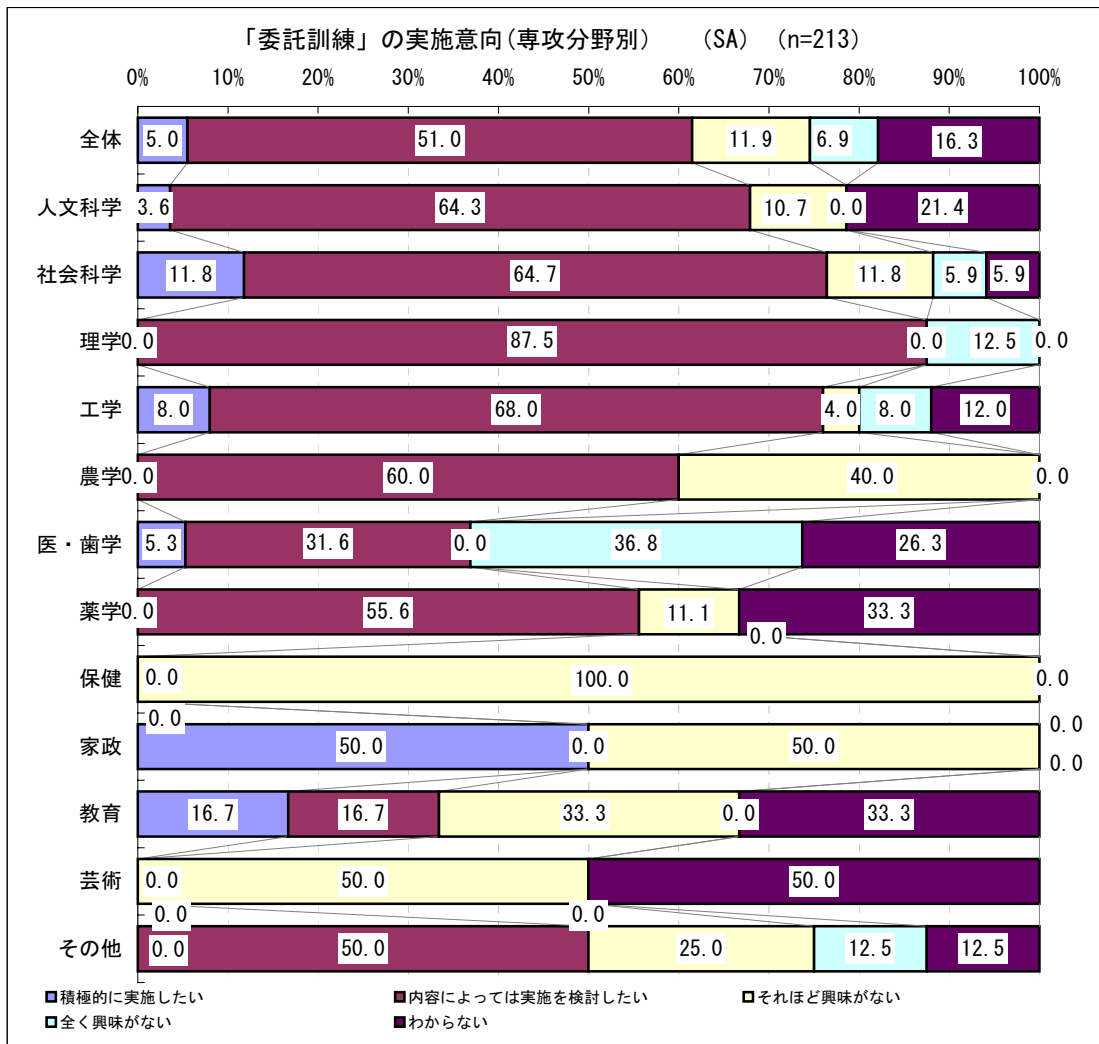 「委託訓練」の実施意向(専攻分野別)　　(SA)　(n=213)
0% 10% 20% 30% 40% 50% 60% 70% 80% 90% 100%
全体 5.0 51.0 11.9 6.9 16.3
人文科学 3.6 64.3 10.7 0.0 21.4
社会科学 11.8 64.7 11.8 5.9 5.9
理学 0.0 87.5 0.0 12.5 0.0
工学 8.0 68.0 4.0 8.0 12.0
農学 0.0 60.0 40.0 0.0
医・歯学 5.3 31.6 0.0 36.8 26.3
薬学 0.0 55.6 11.1 33.3
0.0
保健 0.0 100.0 0.0
0.0 0.0
家政 50.0 0.0 50.0
0.0
教育 16.7 16.7 33.3 0.0 33.3
芸術 0.0 50.0 50.0
0.0 0.0
その他 0.0 50.0 25.0 12.5 12.5
積極的に実施したい 内容によっては実施を検討したい それほど興味がない
全く興味がない わからない